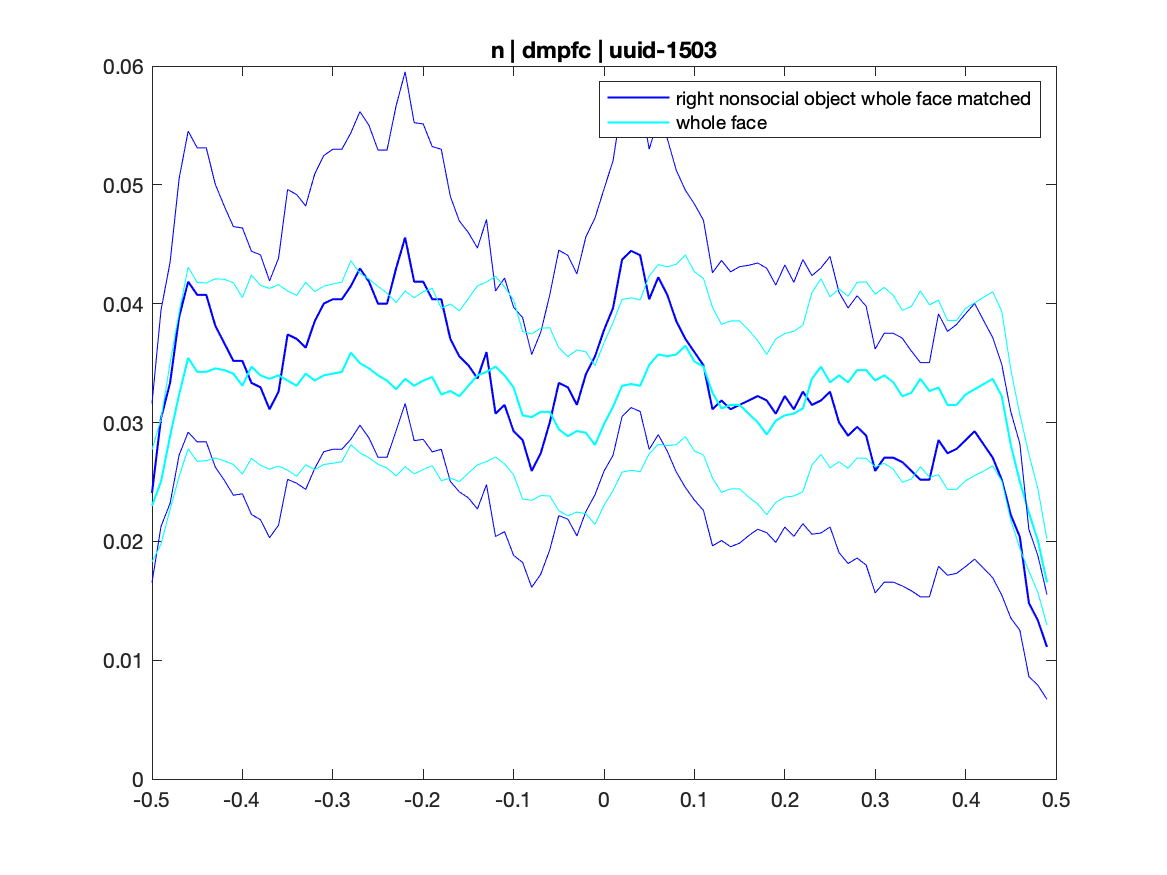 n | dmpfc | uuid-1503
right nonsocial object whole face matched
whole face
0.06
0.05
0.04
0.03
0.02
0.01
0
-0.5 -0.4 -0.3 -0.2 -0.1 0 0.1 0.2 0.3 0.4 0.5